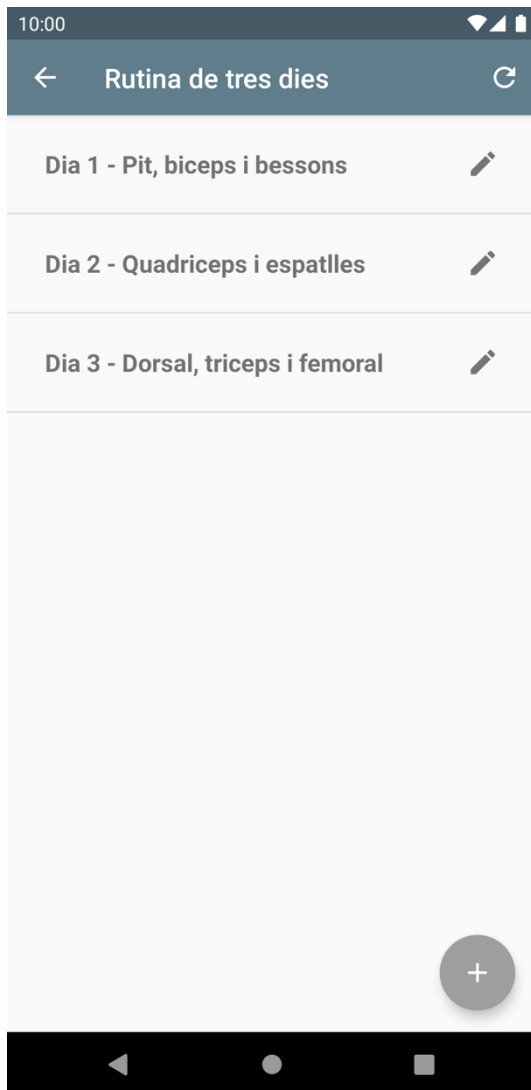 10:00
Rutina de tres dies
Dia 1 - Pit, biceps i bessons
Dia 2 - Quadriceps i espatlles
Dia 3 - Dorsal, triceps i femoral